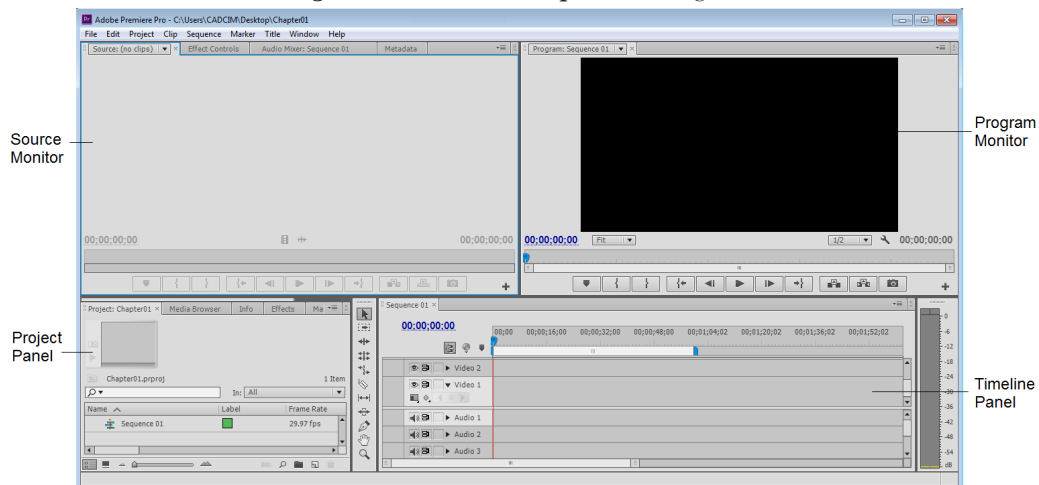 Adobe Premiere Pro - C:\Users\CADCIM\Desktop\Chapter01
File Edit Project Clip Sequence Marker Title Window Help
Source: (no clips) Effect Controls Audio Mixer: Sequence 01 Metadata
Program: Sequence 01
Source
Monitor
Program
Monitor
00;00;00;00 00;00;00;00
00;00;00;00 Fit 1/2 00;00;00;00
Project: Chapter01 Media Browser Info Effects Ma
Project
Panel
Chapter01.prproj 1 Item
In: All
Name Label Frame Rate
Sequence 01 29.97 fps
Sequence 01
00;00;00;00
00;00 00;00;16;00 00;00;32;00 00;00;48;00 00;01;04;02 00;01;20;02 00;01;36;02 00;01;52;02
Video 2
Video 1
Audio 1
Audio 2
Audio 3
0
-6
-12
-18
-24
-30
-36
-42
-48
-54
dB
Timeline
Panel